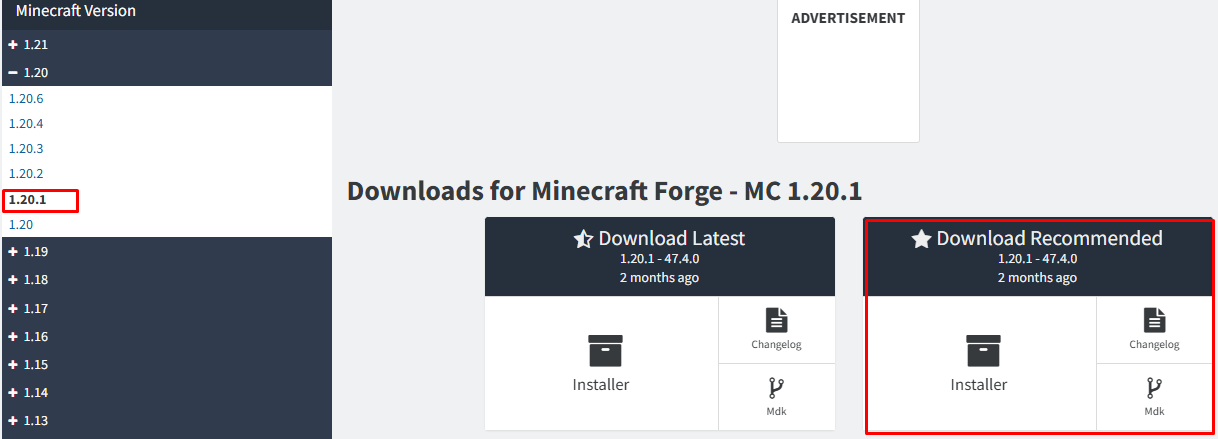 Minecraft Version
1.21
1.20
1.20.6
1.20.4
1.20.3
1.20.2
1.20.1
1.20
1.19
1.18
1.17
1.16
1.15
1.14
1.13
ADVERTISEMENT
Downloads for Minecraft Forge - MC 1.20.1
Download Latest
1.20.1 - 47.4.0
2 months ago
Installer
Changelog
Mdk
Download Recommended
1.20.1 - 47.4.0
2 months ago
Installer
Changelog
Mdk